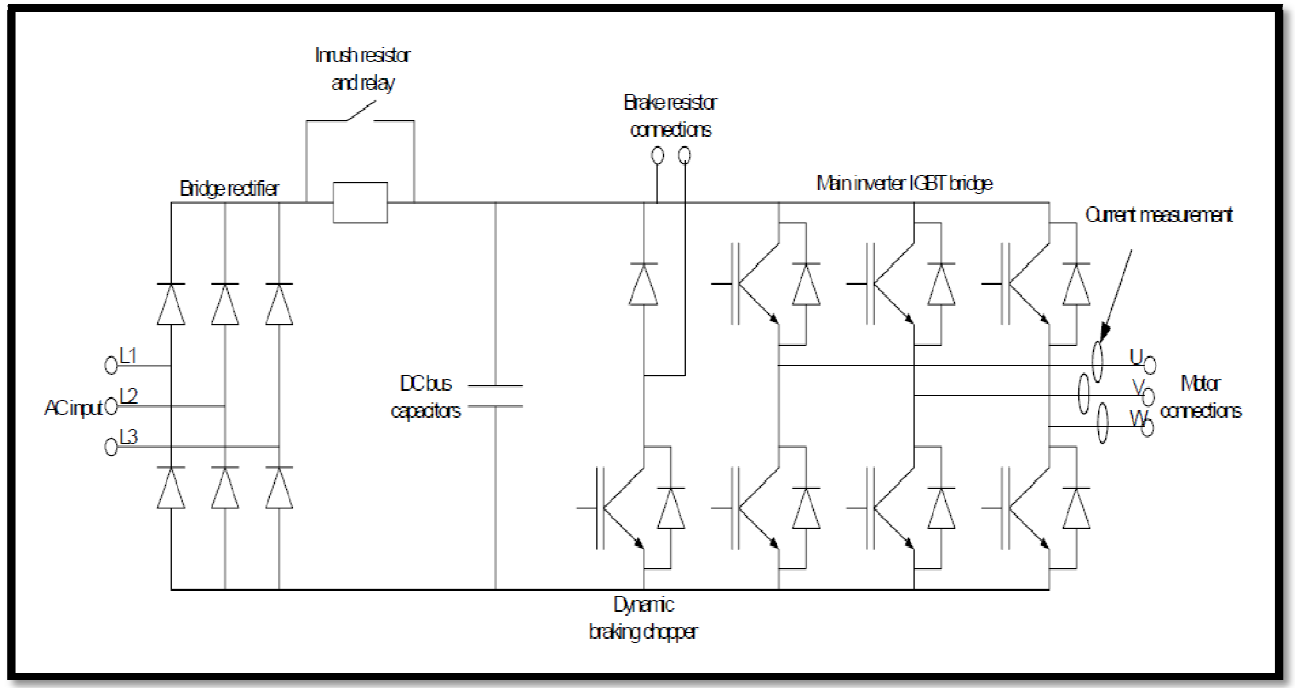 Inrush resistor
and relay
Brake resistor
connections
Bridge rectifier
Main inverter IGBT bridge
Current measurement
L1
L2
L3
AC input
DC bus
capacitors
U
V
W
Motor
connections
Dynamic
braking chopper